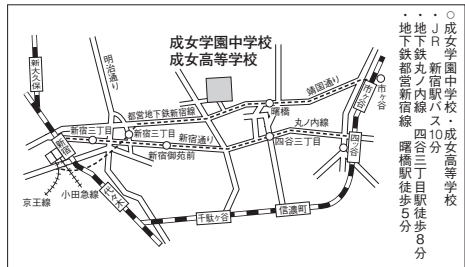 ○成女学園中学校・成女高等学校
・JR 新宿駅バス10分
・地下鉄丸ノ内線 四谷三丁目駅徒歩8分
・地下鉄都営新宿線 曙橋駅徒歩5分
成女学園中学校
成女高等学校
新大久保
明治通り
靖国通り
市ヶ谷
市ヶ谷
都営地下鉄新宿線
曙橋
丸ノ内線
新宿三丁目
新宿三丁目
新宿通り
四谷三丁目
四ッ谷
新宿
新宿御苑前
小田急線
京王線
代々木
千駄ヶ谷
信濃町